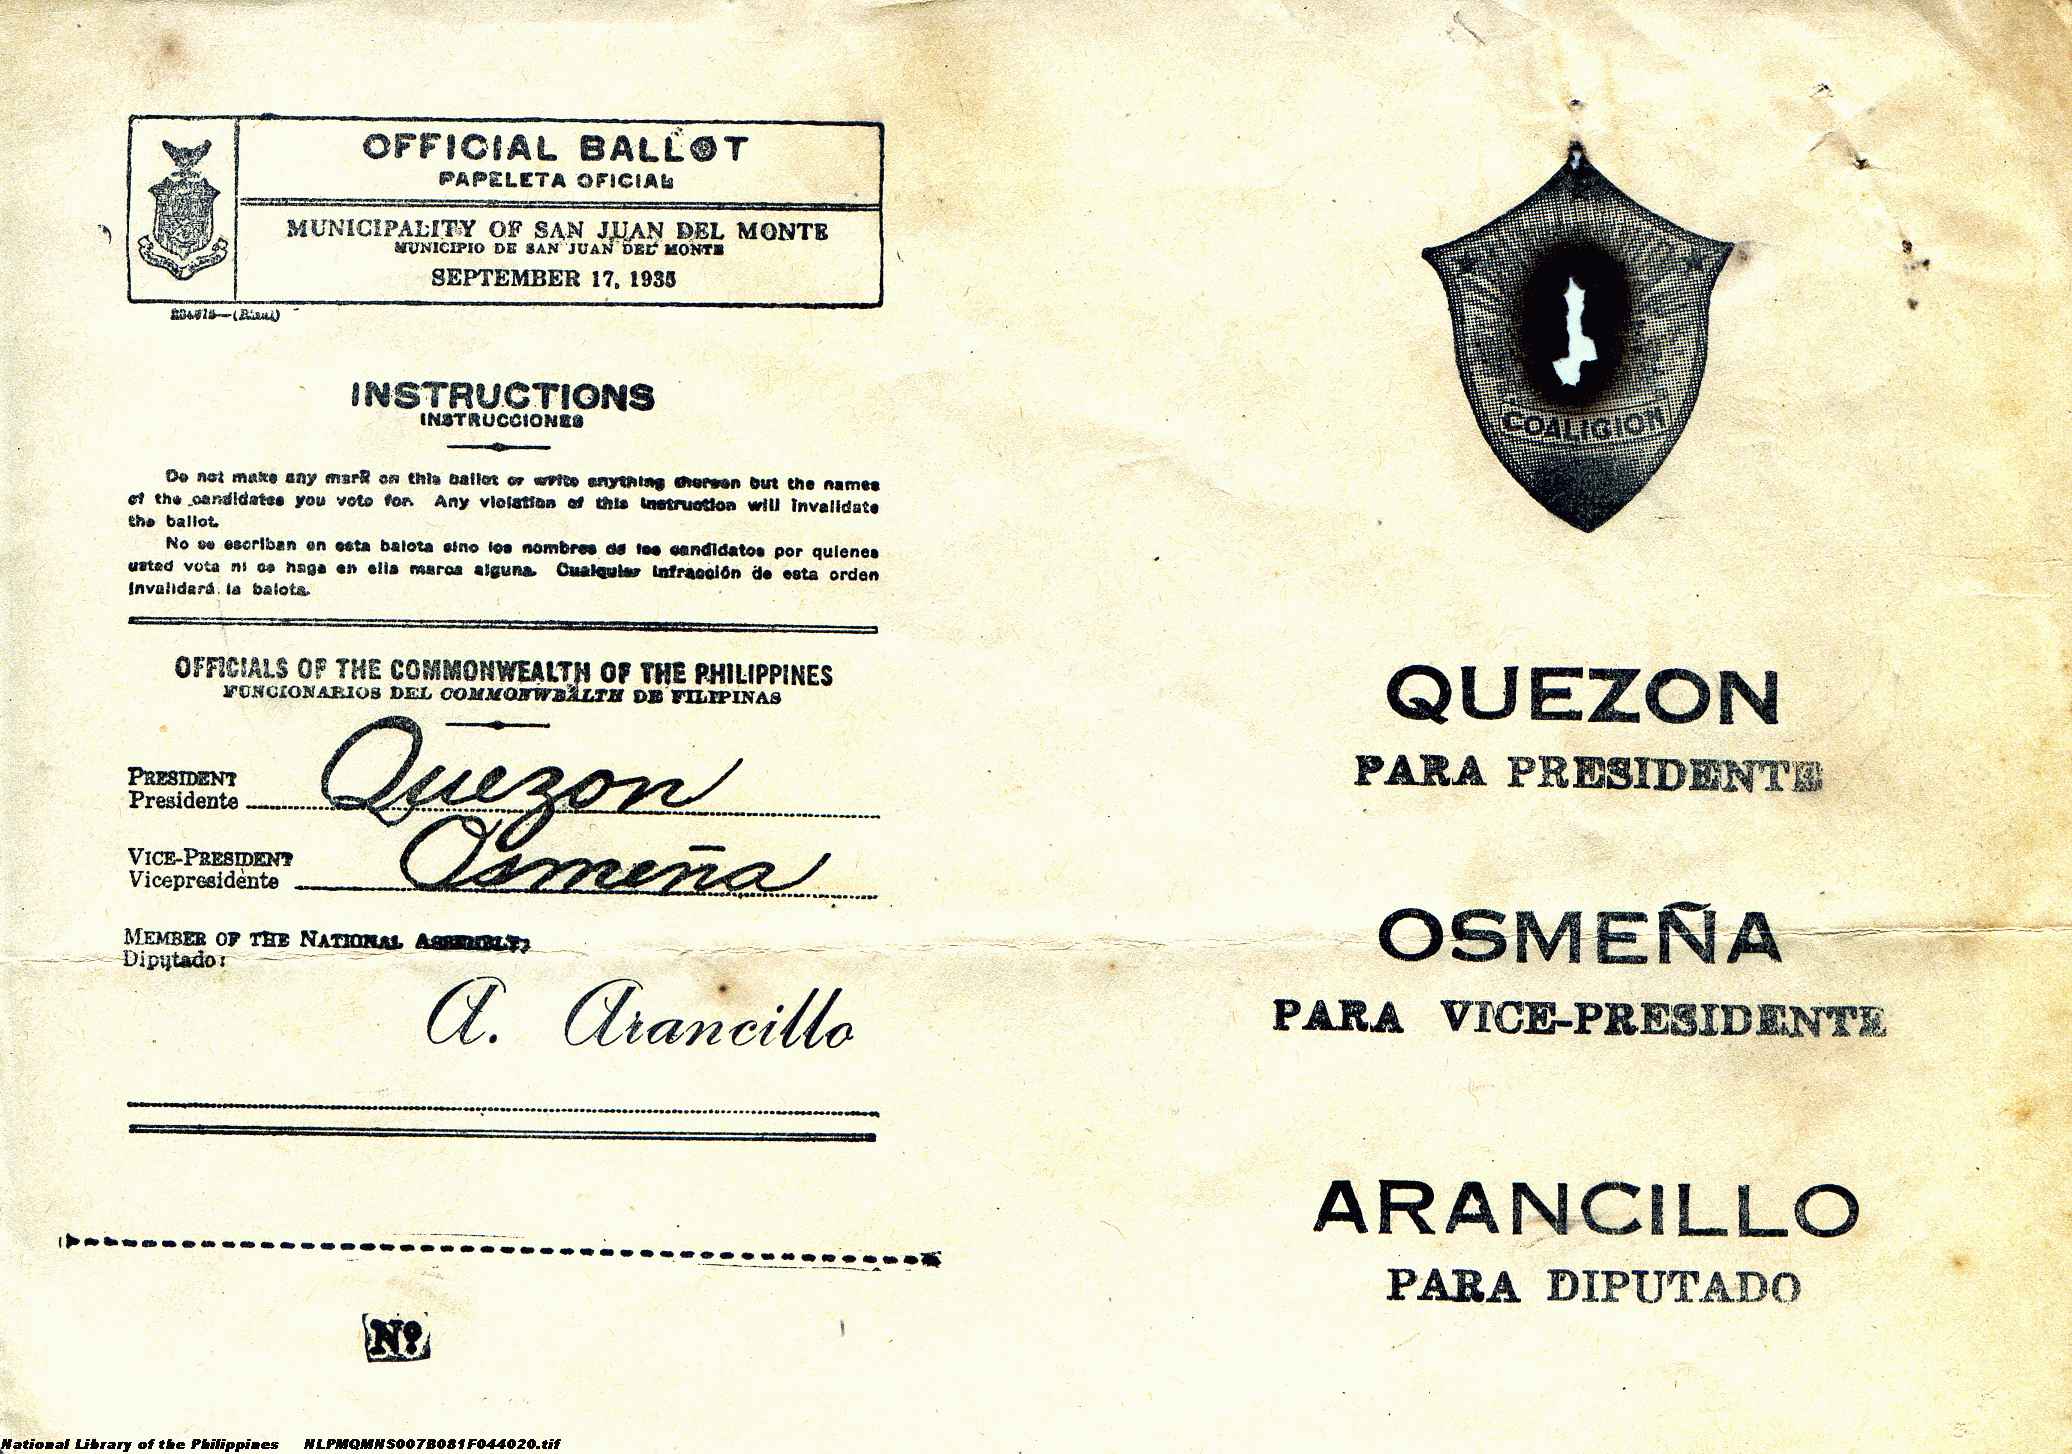 OFFICIAL BALLOT
PAPELETA OFICIAL
MUNICIPALITY OF SAN JUAN DEL MONTE
MUNICIPIO DE SAN JUAN DEL MONTE
SEPTEMBER 17, 1935
(Rizal)
INSTRUCTIONS
INSTRUCCIONES
Do not make any mark on this ballot or write anything thereon but the names
of the candidates you vote for. Any violation of this instruction will invalidate
the ballot.
No se escriban en esta balota sino los nombres de los candidatos por quienes
usted vota ni se haga en ella marca alguna. Cualquier infracción de esta orden
invalidará la balota.
OFFICIALS OF THE COMMONWEALTH OF THE PHILIPPINES
FUNCIONARIOS DEL COMMONWEALTH DE FILIPINAS
PRESIDENT
Presidente Quezon
VICE-PRESIDENT
Vicepresidente Osmeña
MEMBER OF THE NATIONAL ASSEMBLY:
Diputado:
A. Arancillo
Nº
COALIGION
QUEZON
PARA PRESIDENTE
OSMEÑA
PARA VICE-PRESIDENTE
ARANCILLO
PARA DIPUTADO
National Library of the Philippines NLPMQMNS007B081F044020.tif